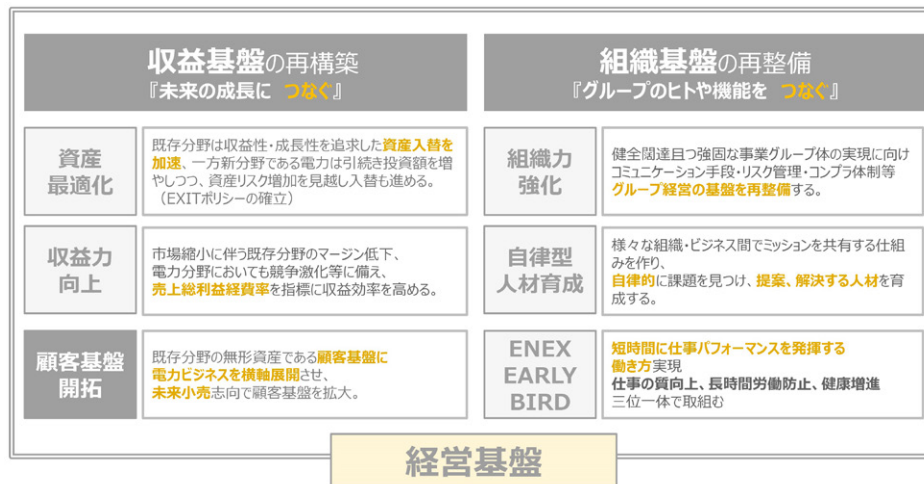 収益基盤の再構築
『未来の成長に つなぐ』
資産
最適化
既存分野は収益性・成長性を追求した資産入替を
加速、一方新分野である電力は引続き投資額を増
やしつつ、資産リスク増加を見越し入替も進める。
（EXITポリシーの確立）
収益力
向上
市場縮小に伴う既存分野のマージン低下、
電力分野においても競争激化等に備え、
売上総利益経費率を指標に収益効率を高める。
顧客基盤
開拓
既存分野の無形資産である顧客基盤に
電力ビジネスを横軸展開させ、
未来小売志向で顧客基盤を拡大。
組織基盤の再整備
『グループのヒトや機能を つなぐ』
組織力
強化
健全闊達且つ強固な事業グループ体の実現に向け
コミュニケーション手段・リスク管理・コンプラ体制等
グループ経営の基盤を再整備する。
自律型
人材育成
様々な組織・ビジネス間でミッションを共有する仕組
みを作り、
自律的に課題を見つけ、提案、解決する人材を育
成する。
ENEX
EARLY
BIRD
短時間に仕事パフォーマンスを発揮する
働き方実現
仕事の質向上、長時間労働防止、健康増進
三位一体で取組む
経営基盤